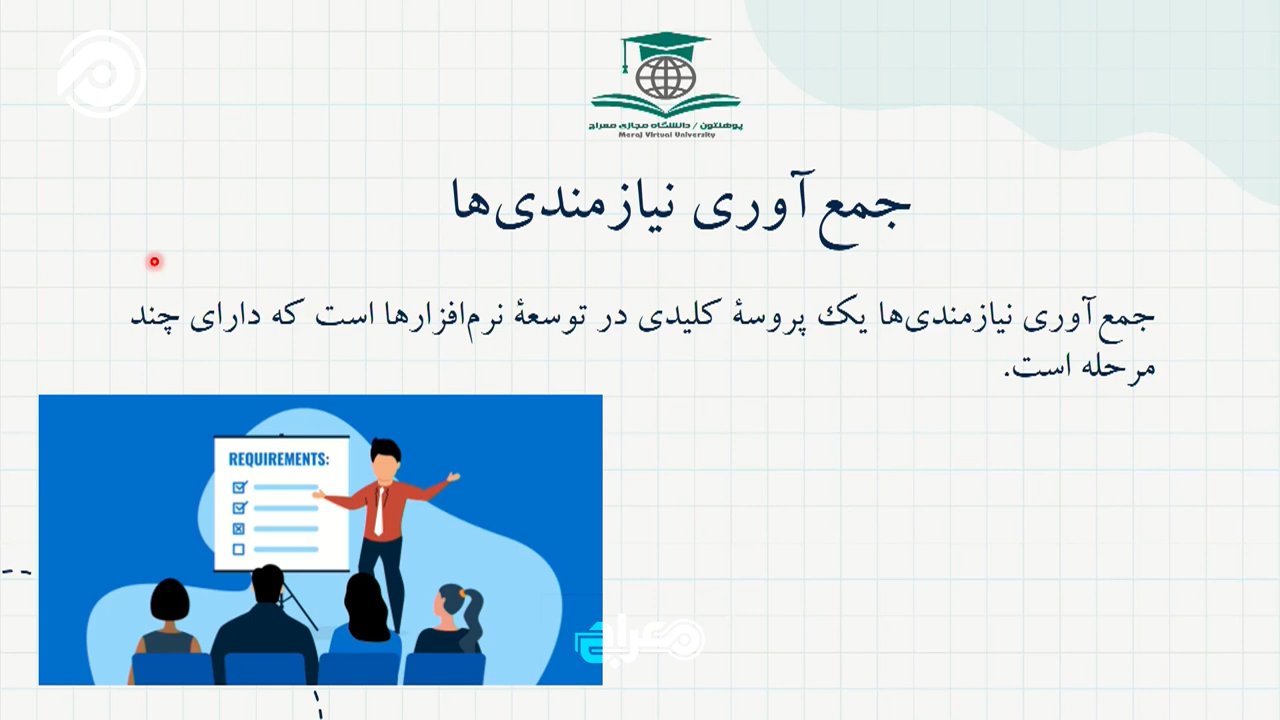 پوهنتون / دانشگاه مجازی معراج
Meraj Virtual University
جمع‌آوری نیازمندی‌ها
جمع‌آوری نیازمندی‌ها یک پروسهٔ کلیدی در توسعهٔ نرم‌افزارها است که دارای چند
مرحله است.
REQUIREMENTS:
معراج